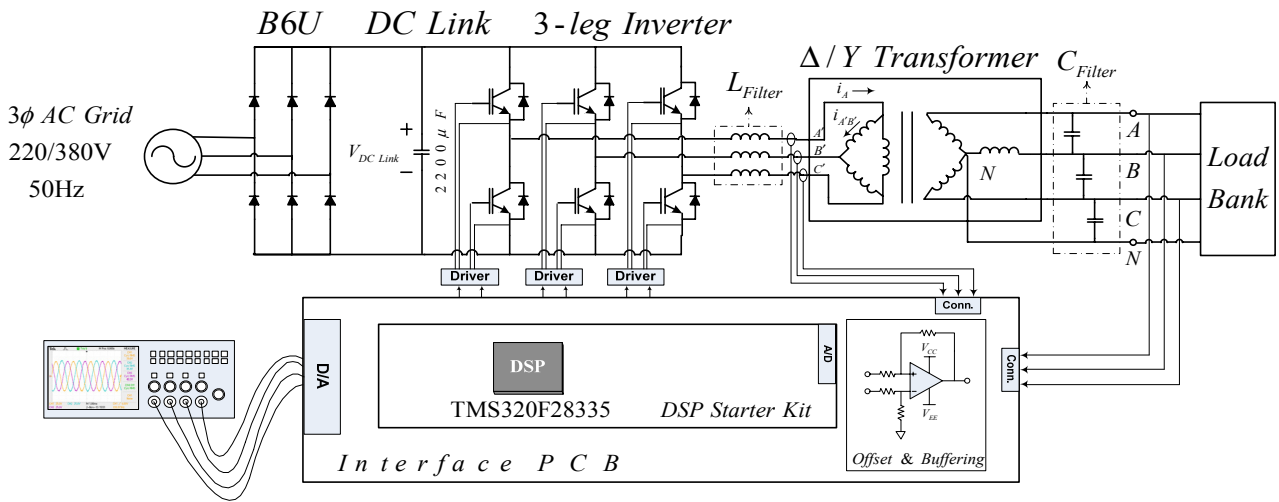 B6U DC Link 3-leg Inverter
Δ/Y Transformer
C_Filter
L_Filter
3ϕ AC Grid
220/380V
50Hz
V_DC Link
+
−
2200μF
i_A
i_A'B'
A'
B'
C'
N
A
B
C
N
Load
Bank
Driver
Driver
Driver
Conn.
Conn.
D/A
A/D
DSP
TMS320F28335
DSP Starter Kit
V_CC
+
V_EE
Offset & Buffering
Interface PCB